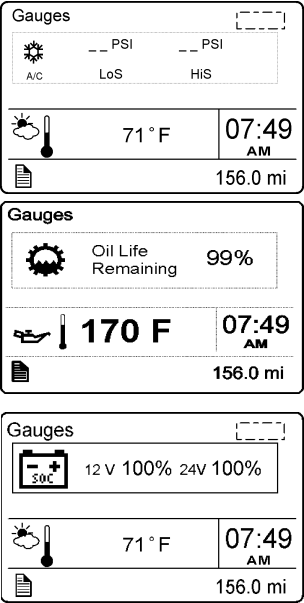 Gauges
-- PSI -- PSI
A/C LoS HiS
71°F 07:49 AM
156.0 mi
Gauges
Oil Life Remaining 99%
170 F 07:49 AM
156.0 mi
Gauges
- +
SOC
12 V 100% 24V 100%
71°F 07:49 AM
156.0 mi